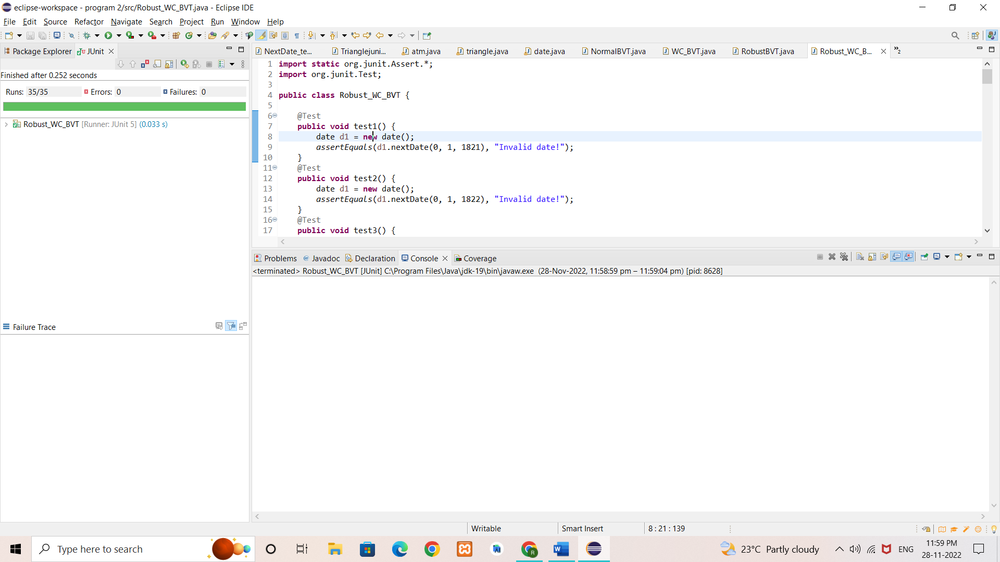 eclipse-workspace - program 2/src/Robust_WC_BVT.java - Eclipse IDE
File Edit Source Refactor Navigate Search Project Run Window Help
Package Explorer JUnit
Finished after 0.252 seconds
Runs: 35/35 Errors: 0 Failures: 0
Robust_WC_BVT [Runner: JUnit 5] (0.033 s)
Failure Trace
NextDate_te... Trianglejuni... atm.java triangle.java date.java NormalBVT.java WC_BVT.java RobustBVT.java Robust_WC_B... »2
1 import static org.junit.Assert.*;
2 import org.junit.Test;
3
4 public class Robust_WC_BVT {
5
6 @Test
7 public void test1() {
8 date d1 = new date();
9 assertEquals(d1.nextDate(0, 1, 1821), "Invalid date!");
10 }
11 @Test
12 public void test2() {
13 date d1 = new date();
14 assertEquals(d1.nextDate(0, 1, 1822), "Invalid date!");
15 }
16 @Test
17 public void test3() {
Problems Javadoc Declaration Console Coverage
<terminated> Robust_WC_BVT [JUnit] C:\Program Files\Java\jdk-19\bin\javaw.exe (28-Nov-2022, 11:58:59 pm – 11:59:04 pm) [pid: 8628]
Writable Smart Insert 8 : 21 : 139
Type here to search
23°C Partly cloudy
ENG
11:59 PM
28-11-2022